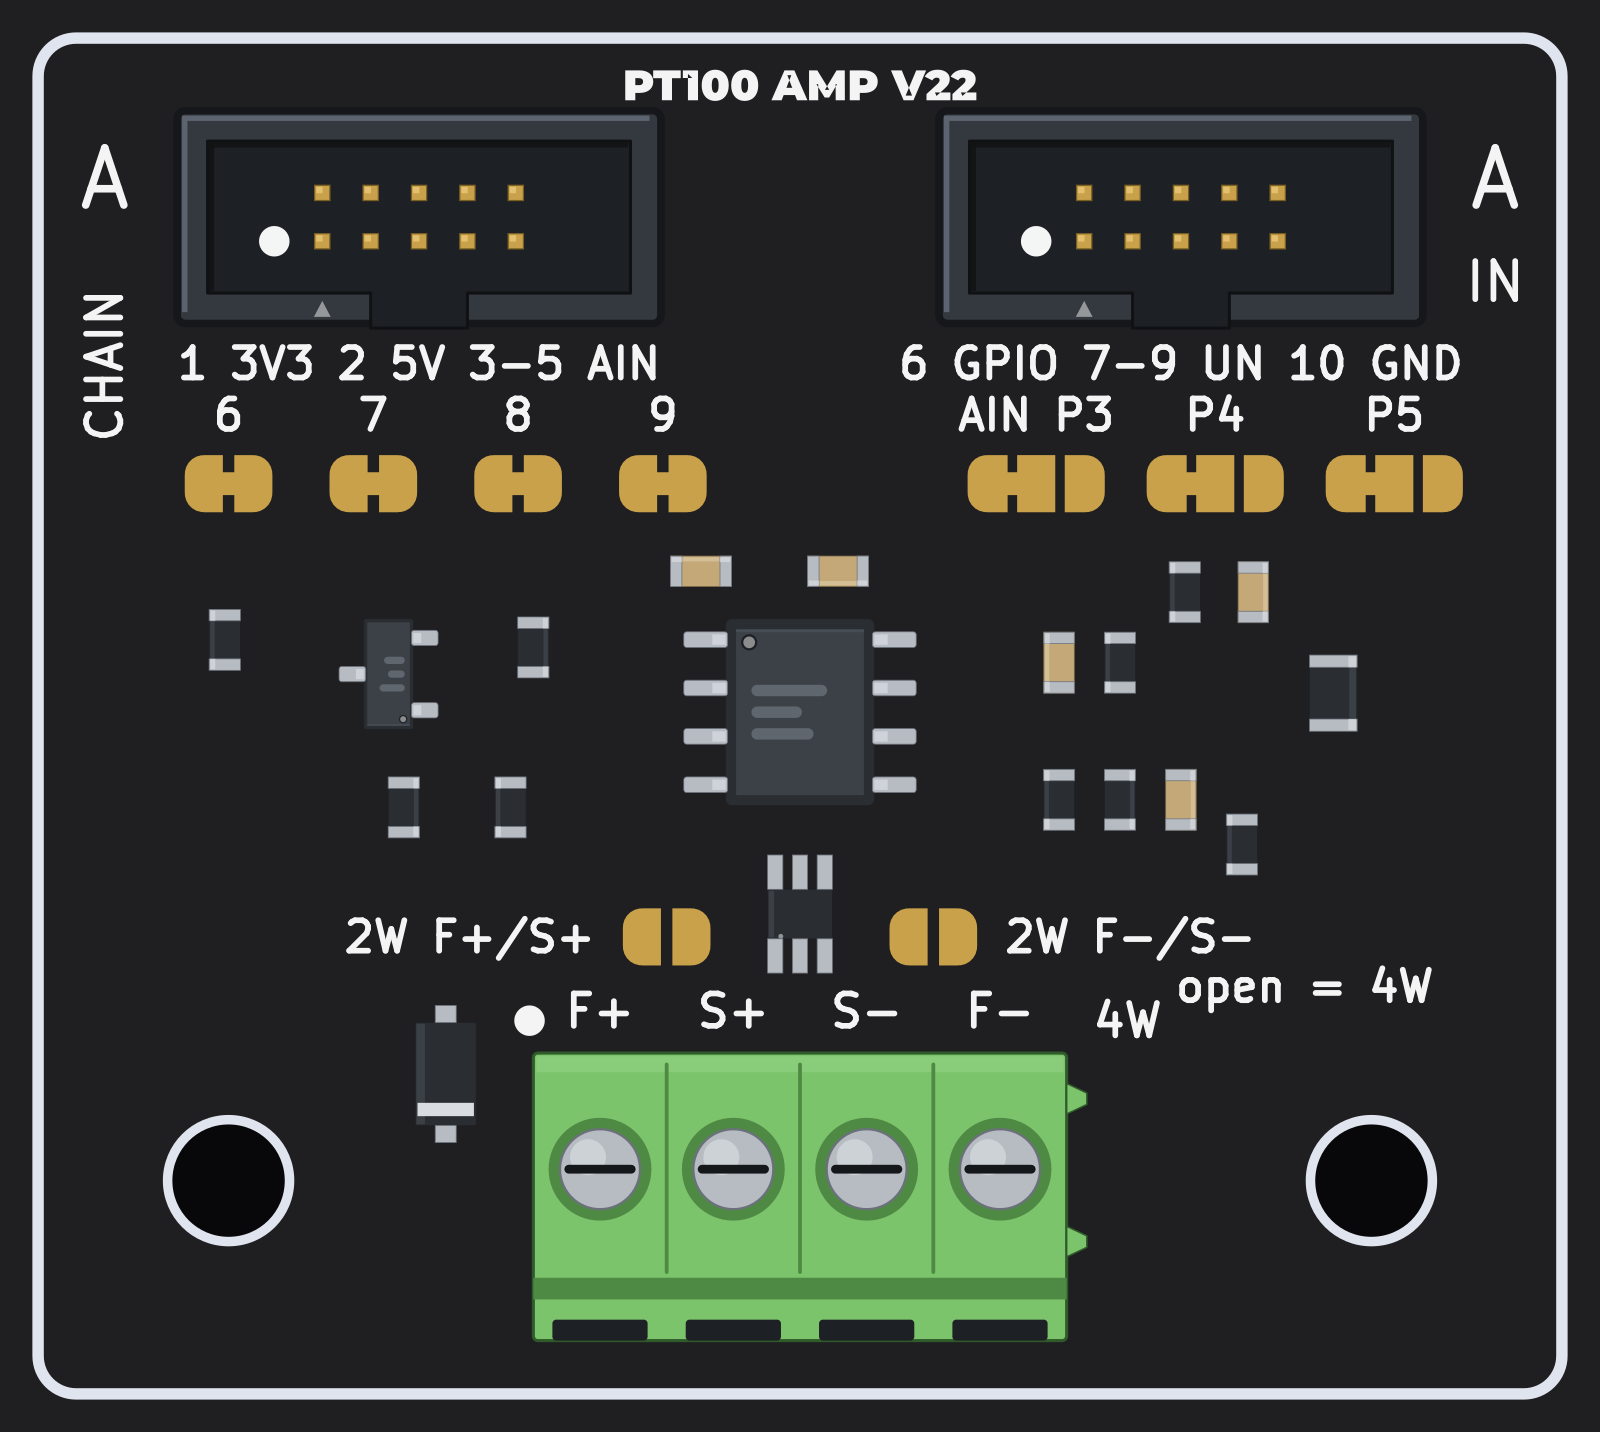 PT100 AMP V22
A
A
IN
CHAIN
1 3V3 2 5V 3-5 AIN
6 GPIO 7-9 UN 10 GND
6 7 8 9
AIN P3 P4 P5
2W F+/S+
2W F-/S-
open = 4W
F+ S+ S- F- 4W